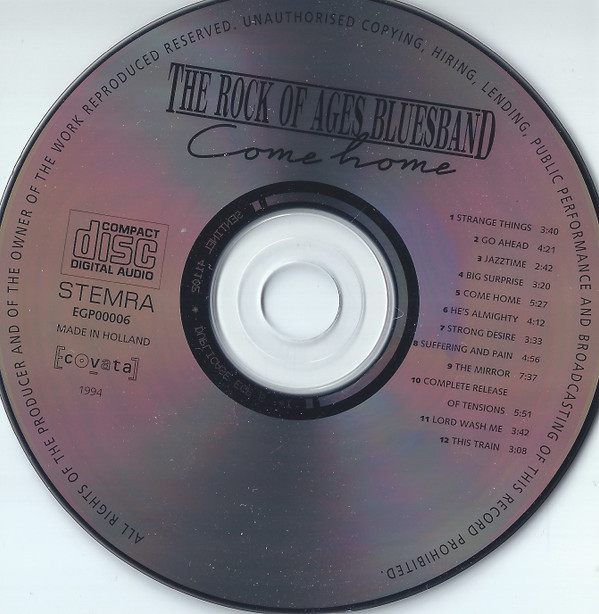 ALL RIGHTS OF THE PRODUCER AND OF THE OWNER OF THE WORK REPRODUCED RESERVED. UNAUTHORISED COPYING, HIRING, LENDING, PUBLIC PERFORMANCE AND BROADCASTING OF THIS RECORD PROHIBITED.
THE ROCK OF AGES BLUESBAND
Come home
COMPACT
disc
DIGITAL AUDIO
STEMRA
EGP00006
MADE IN HOLLAND
[covata]
1994
1 STRANGE THINGS 3:40
2 GO AHEAD 4:21
3 JAZZTIME 2:42
4 BIG SURPRISE 3:20
5 COME HOME 5:27
6 HE'S ALMIGHTY 4:12
7 STRONG DESIRE 3:33
8 SUFFERING AND PAIN 4:56
9 THE MIRROR 7:37
10 COMPLETE RELEASE
OF TENSIONS 5:51
11 LORD WASH ME 3:42
12 THIS TRAIN 3:08